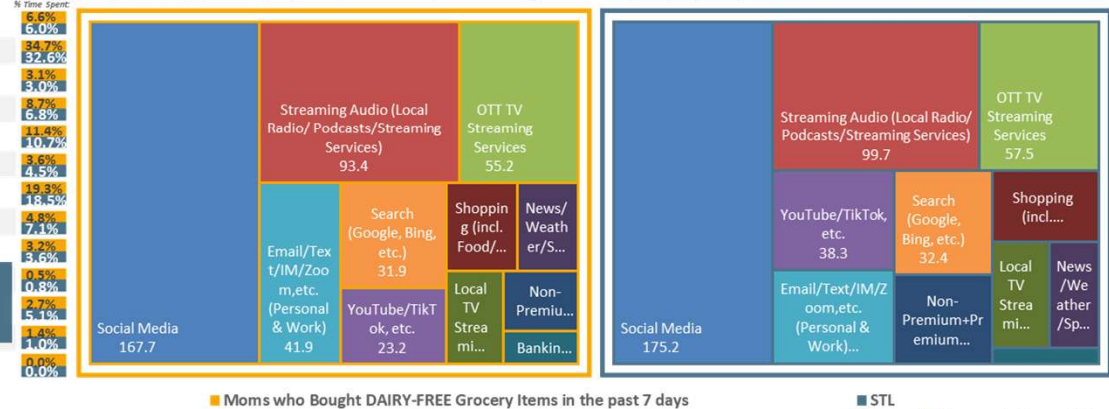 % Time Spent:
6.6%
6.0%
34.7%
32.6%
3.1%
3.0%
8.7%
6.8%
11.4%
10.7%
3.6%
4.5%
19.3%
18.5%
4.8%
7.1%
3.2%
3.6%
0.5%
0.8%
2.7%
5.1%
1.4%
1.0%
0.0%
0.0%
Social Media
167.7
Streaming Audio (Local
Radio/ Podcasts/Streaming
Services)
93.4
OTT TV
Streaming
Services
55.2
Email/Tex
t/IM/Zoo
m,etc.
(Personal
& Work)
41.9
Search
(Google, Bing,
etc.)
31.9
YouTube/TikT
ok, etc.
23.2
Shoppin
g (incl.
Food/...
News/
Weath
er/S...
Local
TV
Strea
mi...
Non-
Premiu...
Bankin...
Social Media
175.2
Streaming Audio (Local Radio/
Podcasts/Streaming Services)
99.7
OTT TV
Streaming
Services
57.5
YouTube/TikTok,
etc.
38.3
Search
(Google,
Bing, etc.)
32.4
Shopping
(incl....
Email/Text/IM/Z
oom,etc.
(Personal &
Work)...
Non-
Premium+Pr
emium...
Local
TV
Strea
mi...
News
/Wea
ther
/Sp...
Moms who Bought DAIRY-FREE Grocery Items in the past 7 days
STL